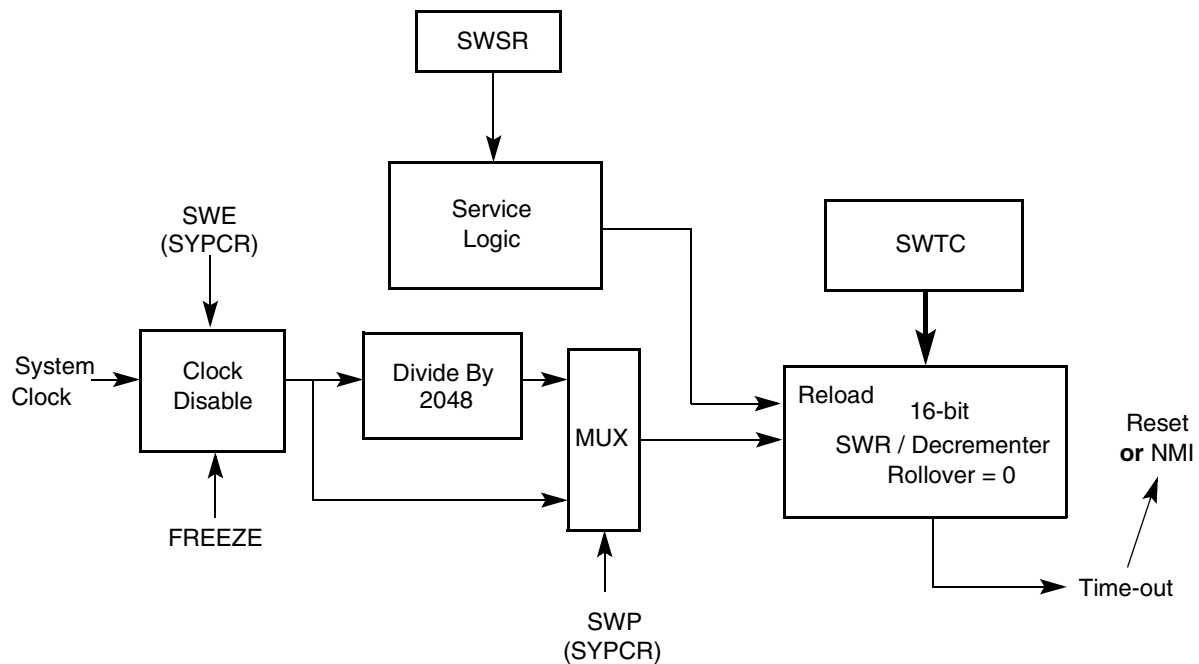 SWSR
Service
Logic
SWE
(SYPCR)
SWTC
System
Clock
Clock
Disable
Divide By
2048
MUX
Reload
16-bit
SWR / Decrementer
Rollover = 0
Reset
or NMI
FREEZE
Time-out
SWP
(SYPCR)